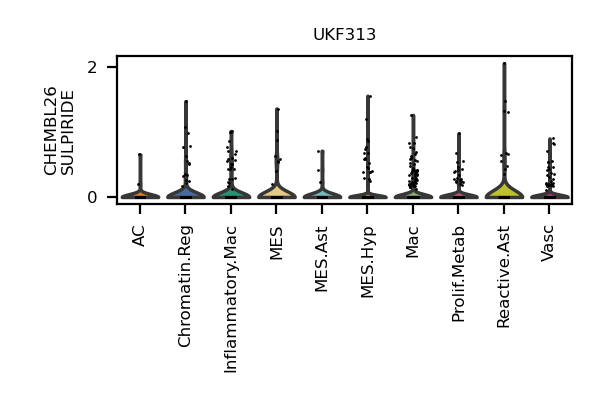 UKF313
CHEMBL26
SULPIRIDE
2
0
AC
Chromatin.Reg
Inflammatory.Mac
MES
MES.Ast
MES.Hyp
Mac
Prolif.Metab
Reactive.Ast
Vasc